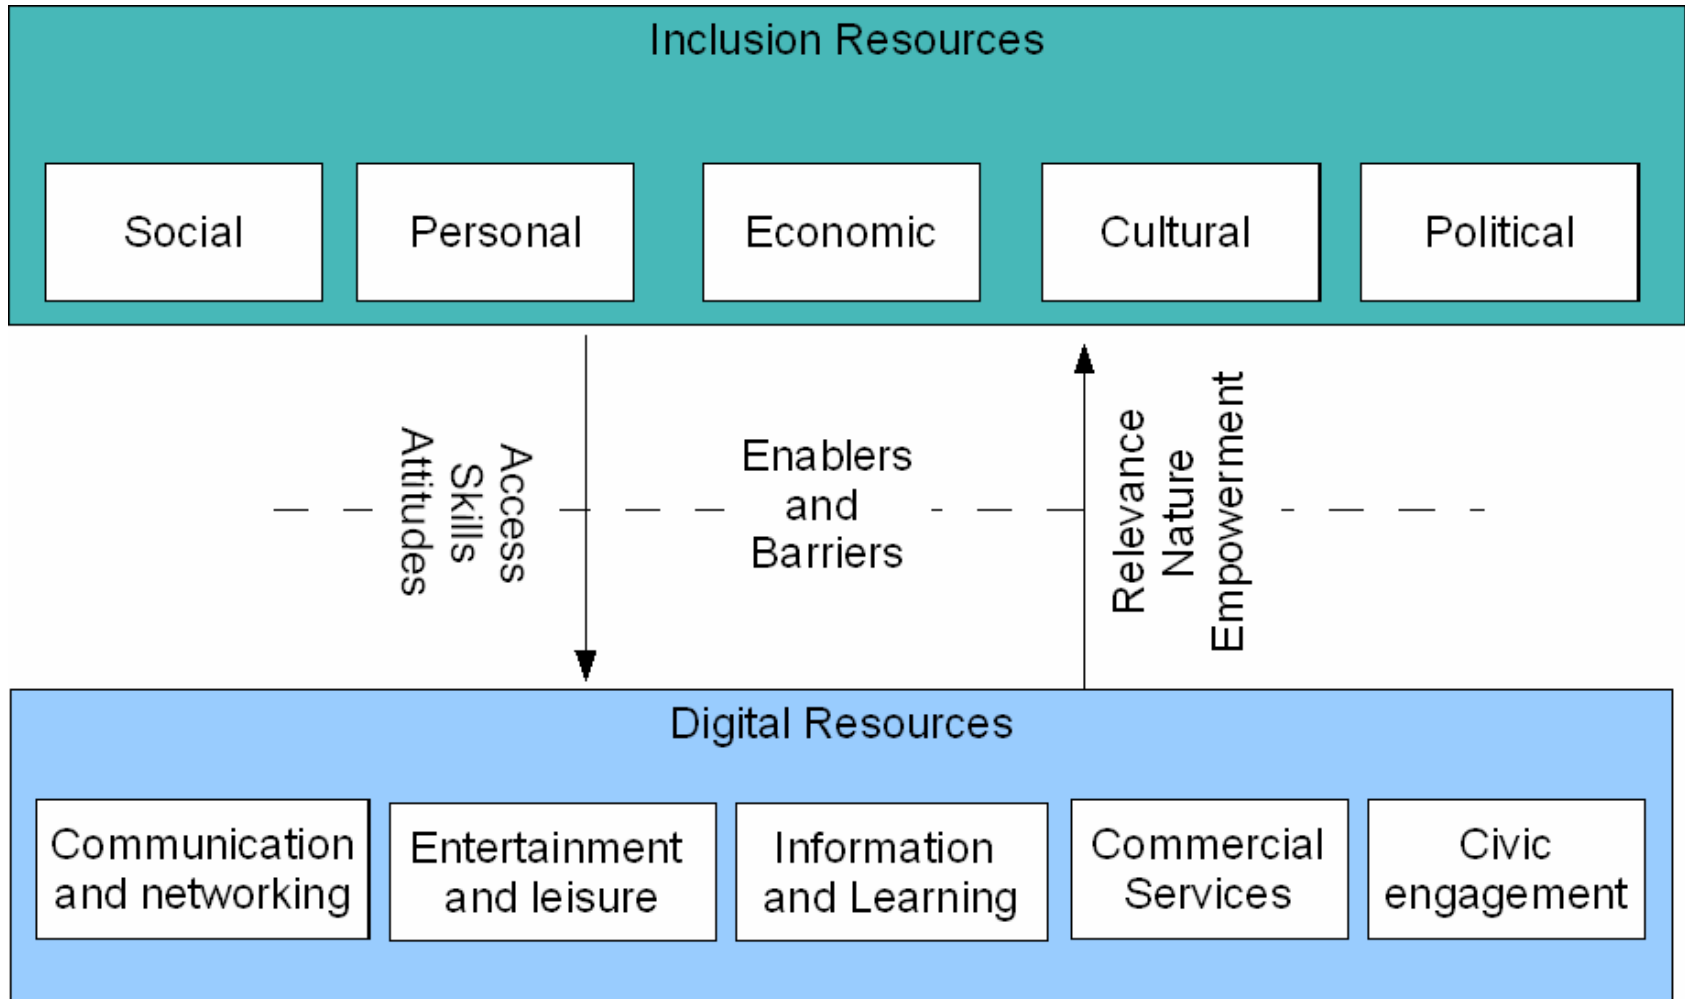 Inclusion Resources
Social
Personal
Economic
Cultural
Political
Access
Skills
Attitudes
Enablers
and
Barriers
Relevance
Nature
Empowerment
Digital Resources
Communication
and networking
Entertainment
and leisure
Information
and Learning
Commercial
Services
Civic
engagement